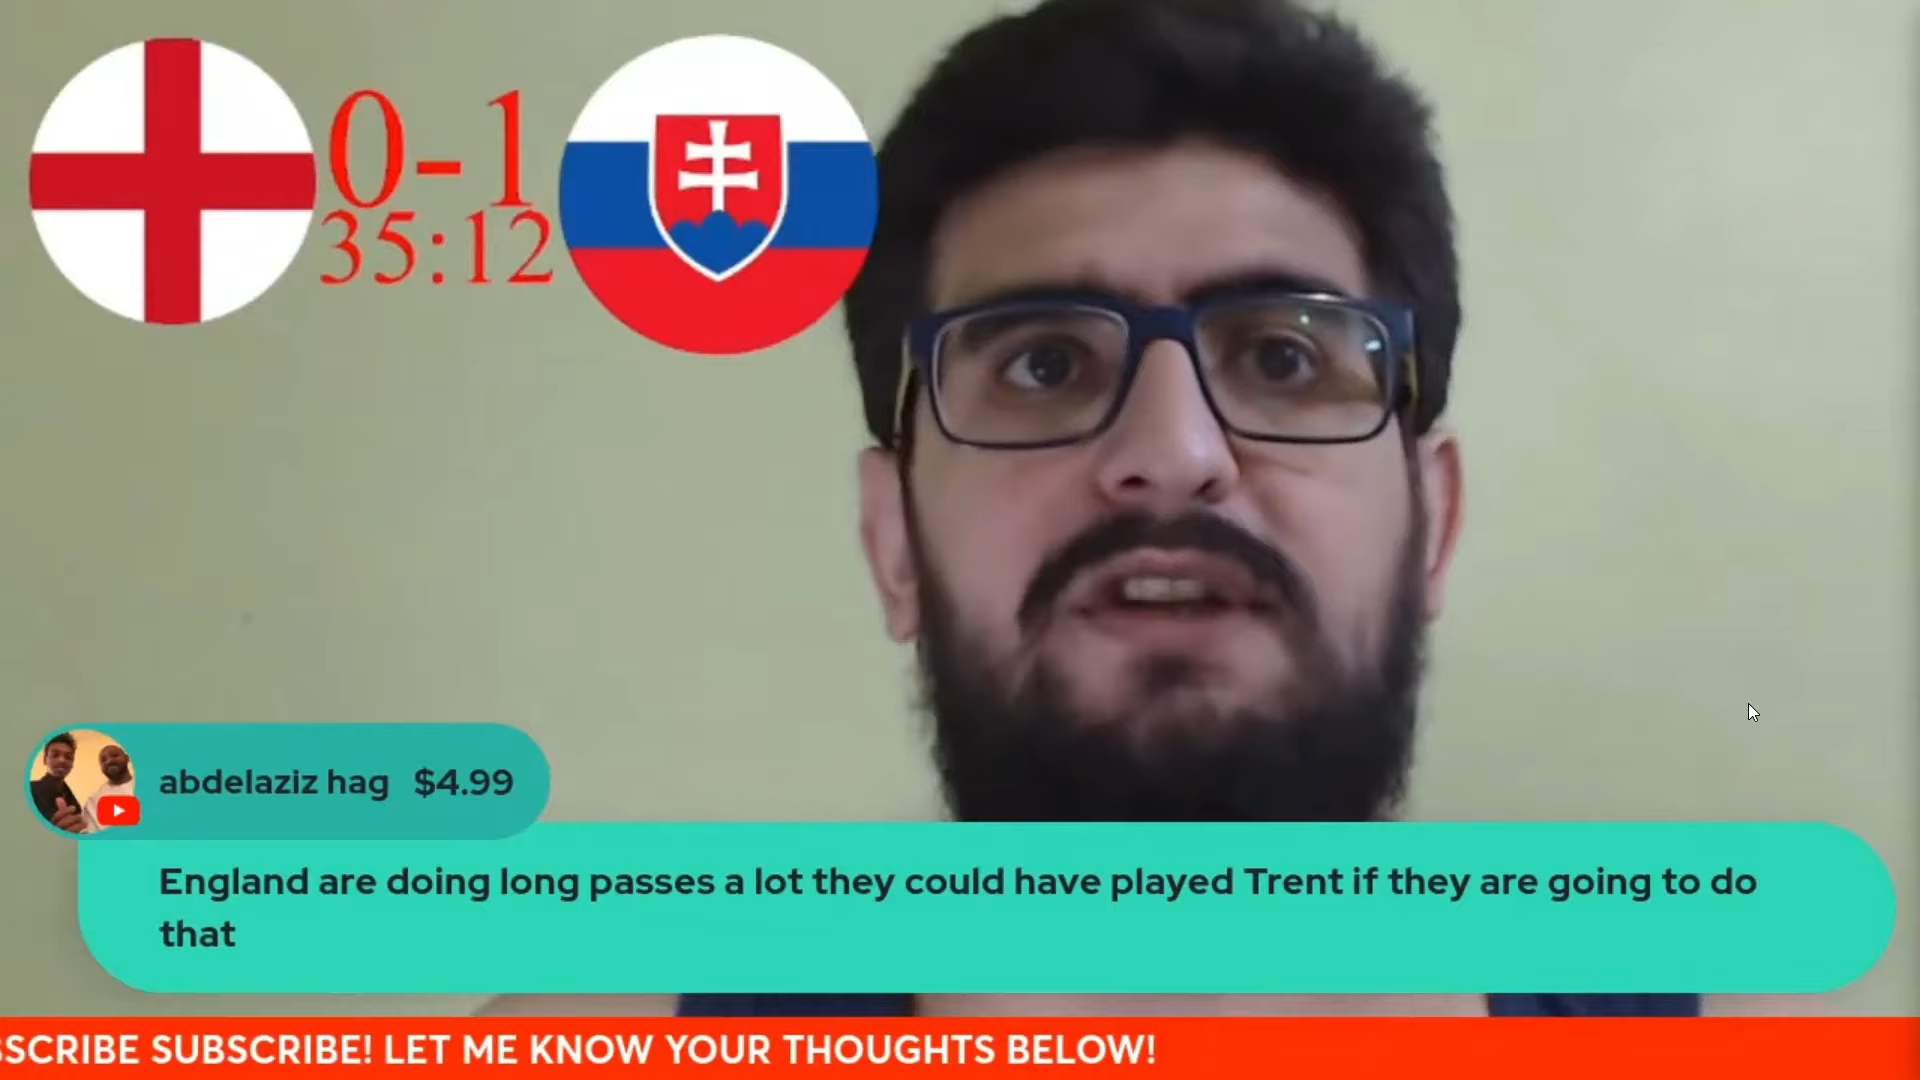 0-1
35:12
abdelaziz hag $4.99
England are doing long passes a lot they could have played Trent if they are going to do
that
SCRIBE SUBSCRIBE! LET ME KNOW YOUR THOUGHTS BELOW!